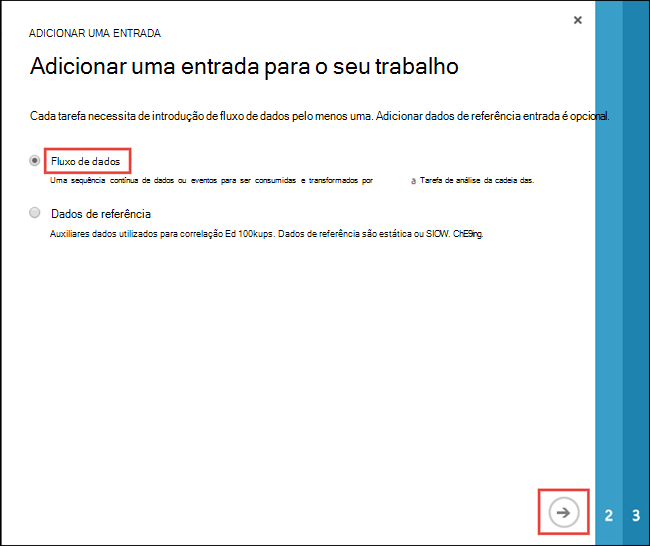 ADICIONAR UMA ENTRADA
Adicionar uma entrada para o seu trabalho
Cada tarefa necessita de introdução de fluxo de dados pelo menos uma. Adicionar dados de referência entrada é opcional.
Fluxo de dados
Uma sequência contínua de dados ou eventos para ser consumidas e transformados por a Tarefa de análise da cadeia das.
Dados de referência
Auxiliares dados utilizados para correlação Ed 100kups. Dados de referência são estática ou SIOW. ChE9ing.
2 3